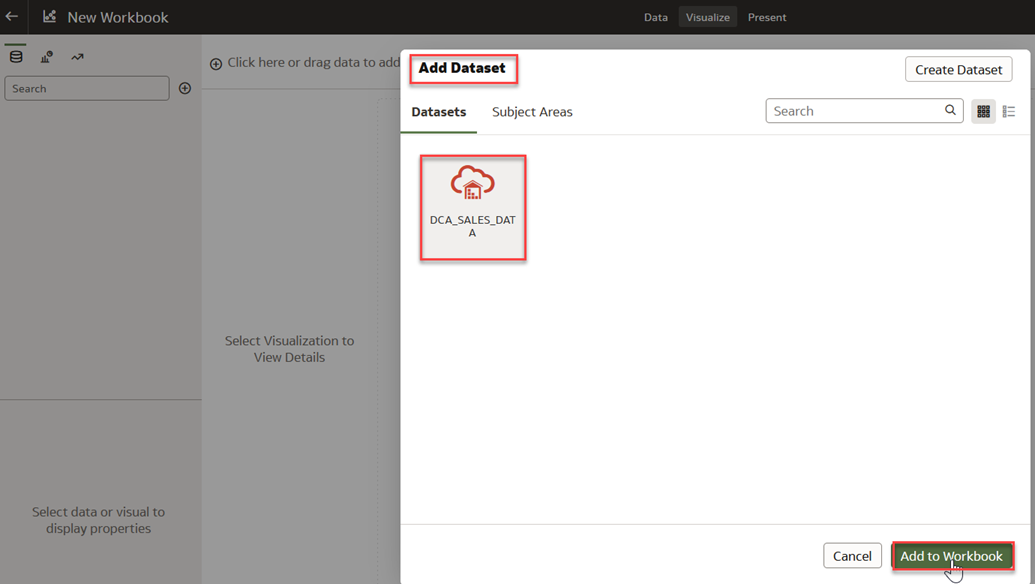 New Workbook
Data Visualize Present
Search
Click here or drag data to add
Select Visualization to
View Details
Select data or visual to
display properties
Add Dataset
Create Dataset
Datasets Subject Areas
Search
DCA_SALES_DAT
A
Cancel Add to Workbook